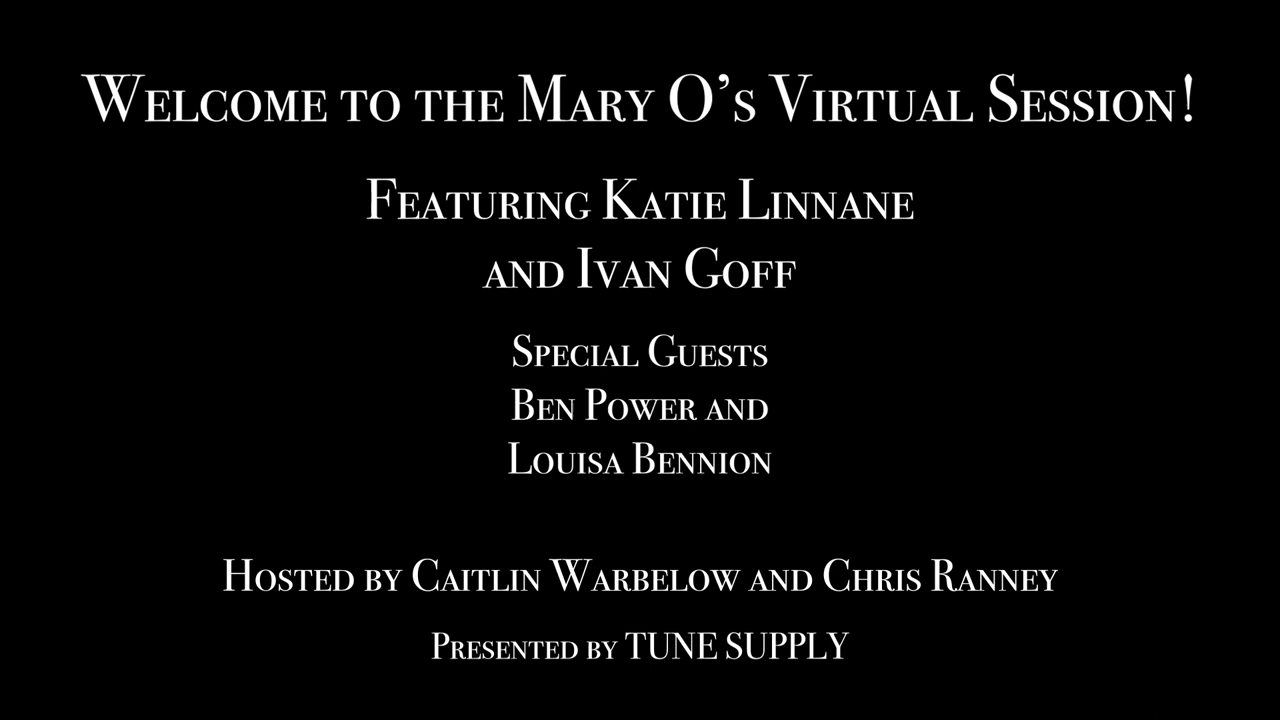 Welcome to the Mary O's Virtual Session!
Featuring Katie Linnane
and Ivan Goff
Special Guests
Ben Power and
Louisa Bennion
Hosted by Caitlin Warbelow and Chris Ranney
Presented by TUNE SUPPLY